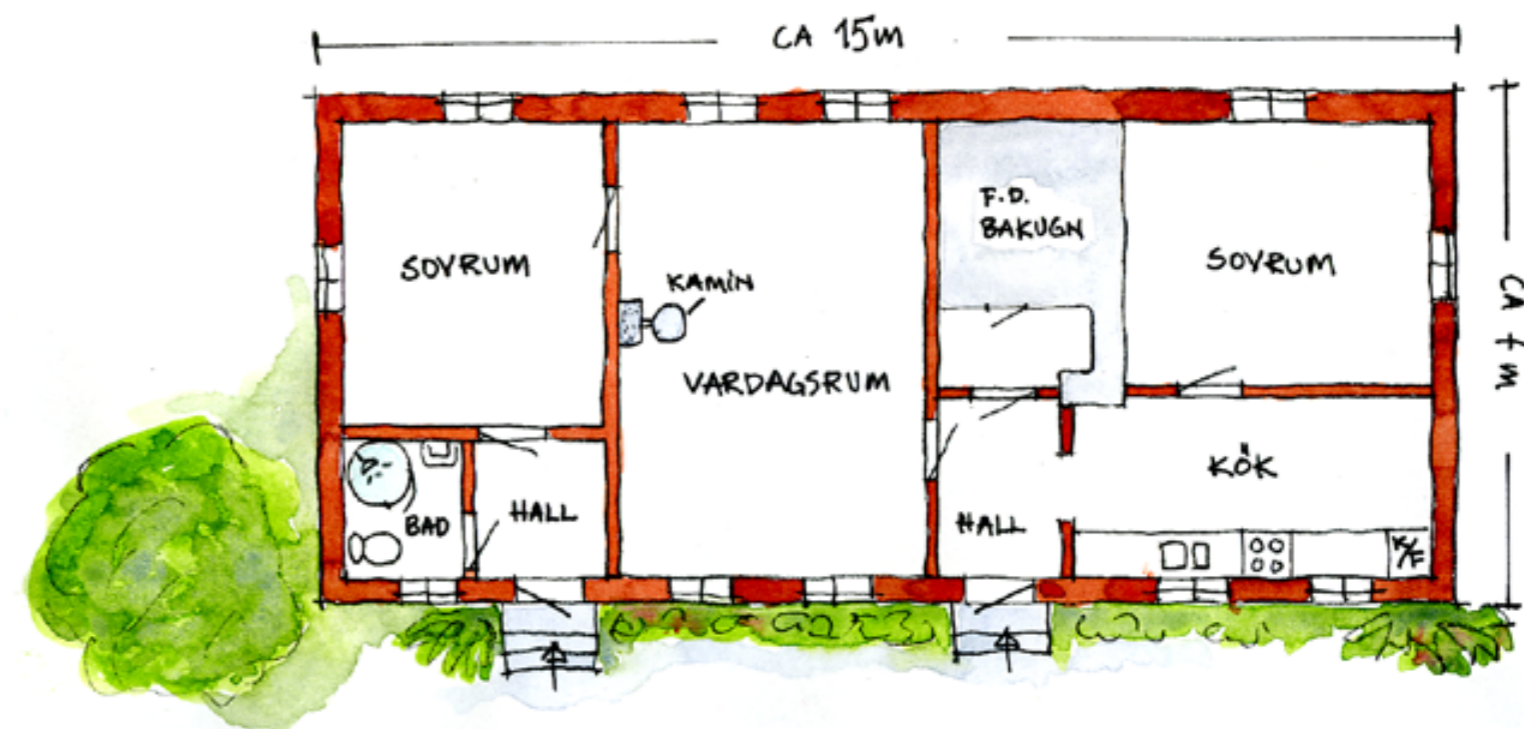 CA 15m
F.D.
BAKUGN
SOVRUM
SOVRUM
KAMIN
CA 7 m
VARDAGSRUM
KÖK
BAD
HALL
HALL
K/F